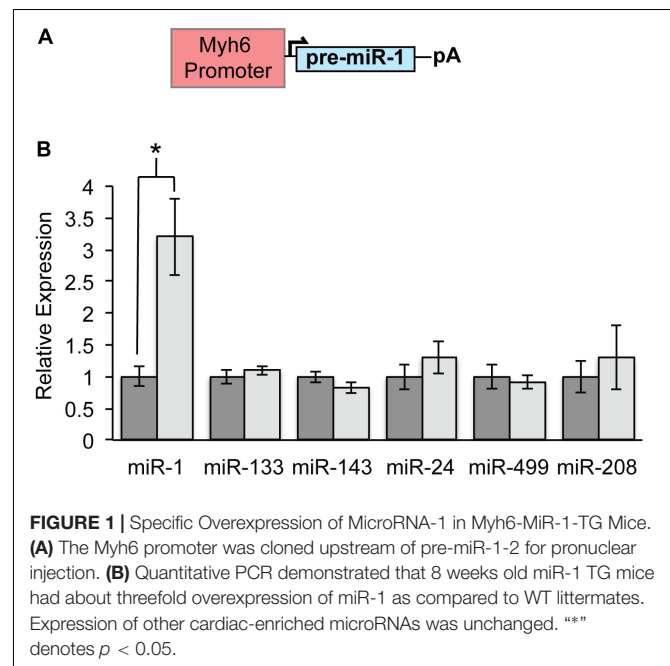 A
Myh6
Promoter
pre-miR-1
pA
B
*
Relative Expression
4
3.5
3
2.5
2
1.5
1
0.5
0
miR-1 miR-133 miR-143 miR-24 miR-499 miR-208
FIGURE 1 | Specific Overexpression of MicroRNA-1 in Myh6-MiR-1-TG Mice.
(A) The Myh6 promoter was cloned upstream of pre-miR-1-2 for pronuclear
injection. (B) Quantitative PCR demonstrated that 8 weeks old miR-1 TG mice
had about threefold overexpression of miR-1 as compared to WT littermates.
Expression of other cardiac-enriched microRNAs was unchanged. “*”
denotes p < 0.05.